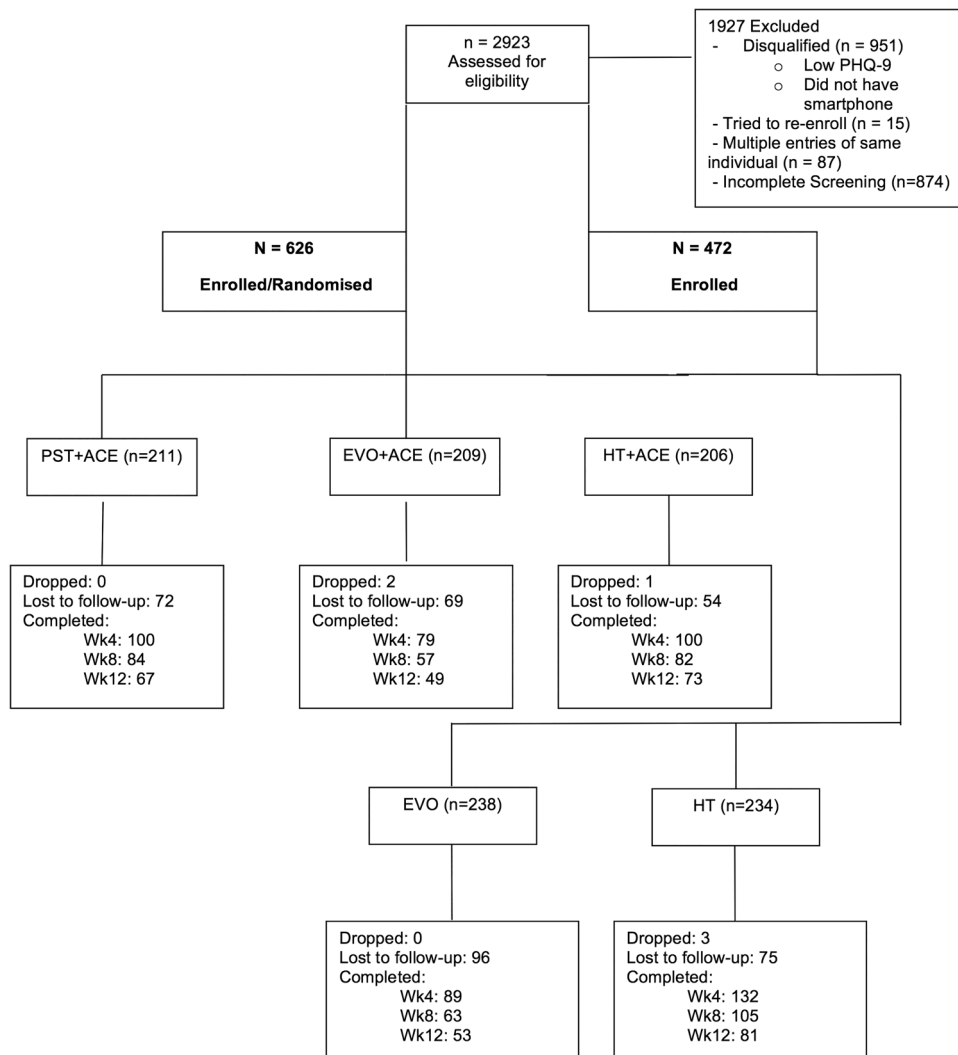 n = 2923
Assessed for
eligibility
1927 Excluded
- Disqualified (n = 951)
o Low PHQ-9
o Did not have
smartphone
- Tried to re-enroll (n = 15)
- Multiple entries of same
individual (n = 87)
- Incomplete Screening (n=874)
N = 626
Enrolled/Randomised
N = 472
Enrolled
PST+ACE (n=211)
EVO+ACE (n=209)
HT+ACE (n=206)
Dropped: 0
Lost to follow-up: 72
Completed:
Wk4: 100
Wk8: 84
Wk12: 67
Dropped: 2
Lost to follow-up: 69
Completed:
Wk4: 79
Wk8: 57
Wk12: 49
Dropped: 1
Lost to follow-up: 54
Completed:
Wk4: 100
Wk8: 82
Wk12: 73
EVO (n=238)
HT (n=234)
Dropped: 0
Lost to follow-up: 96
Completed:
Wk4: 89
Wk8: 63
Wk12: 53
Dropped: 3
Lost to follow-up: 75
Completed:
Wk4: 132
Wk8: 105
Wk12: 81